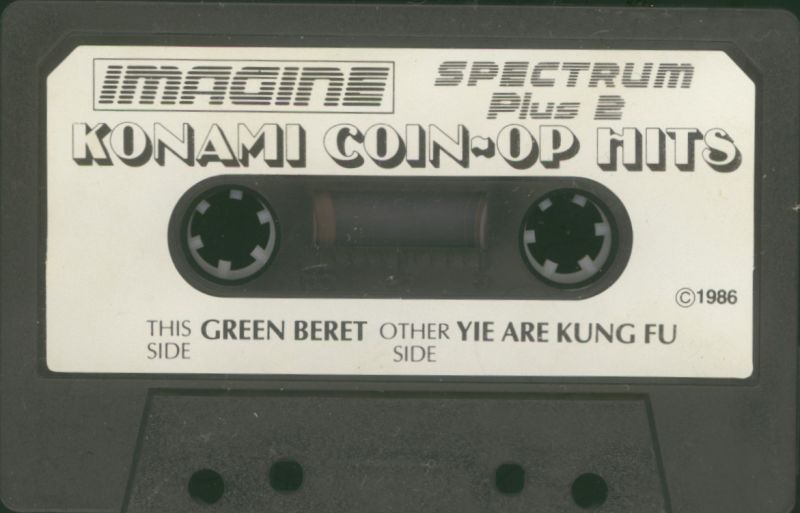 IMAGINE
SPECTRUM
Plus 2
KONAMI COIN~OP HITS
©1986
THIS SIDE GREEN BERET
OTHER SIDE YIE ARE KUNG FU